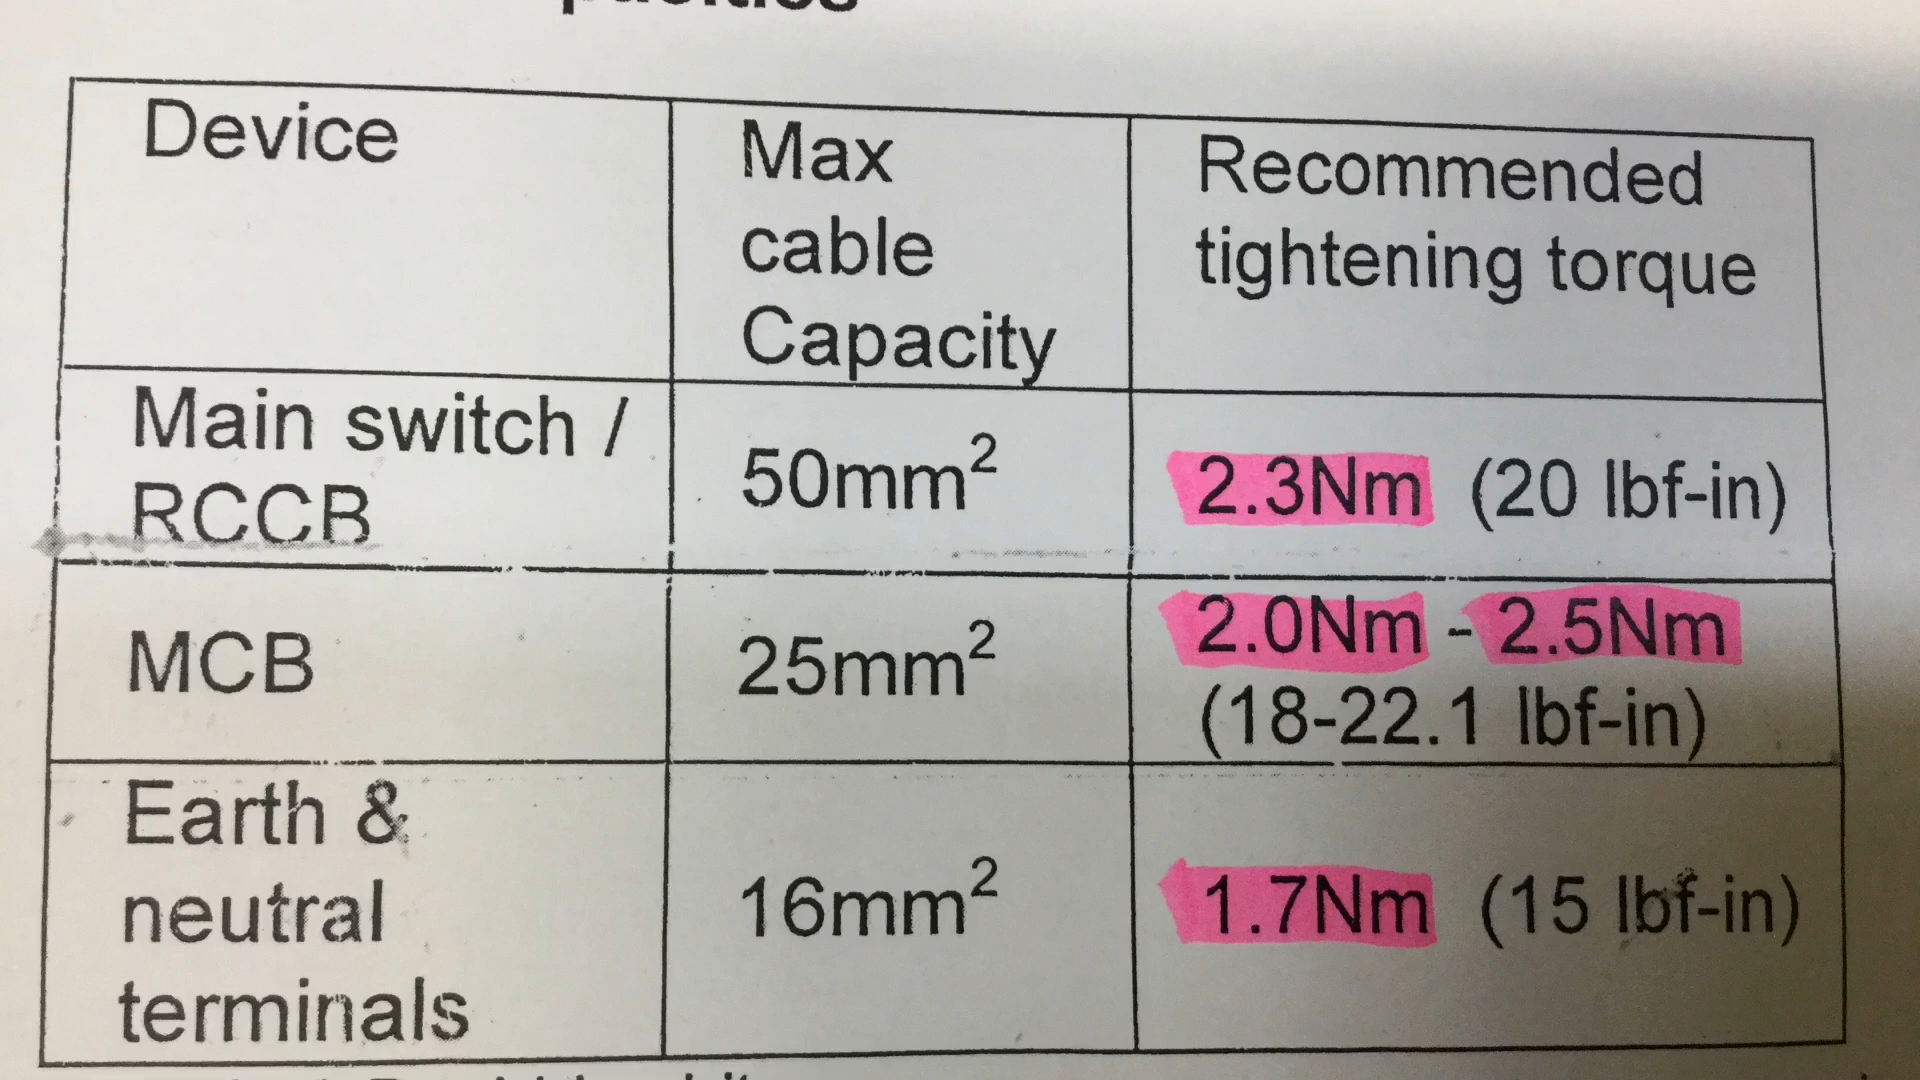 Device
Max
cable
Capacity
Recommended
tightening torque
Main switch /
RCCB
50mm²
2.3Nm (20 lbf-in)
MCB
25mm²
2.0Nm - 2.5Nm
(18-22.1 lbf-in)
Earth &
neutral
terminals
16mm²
1.7Nm (15 lbf-in)